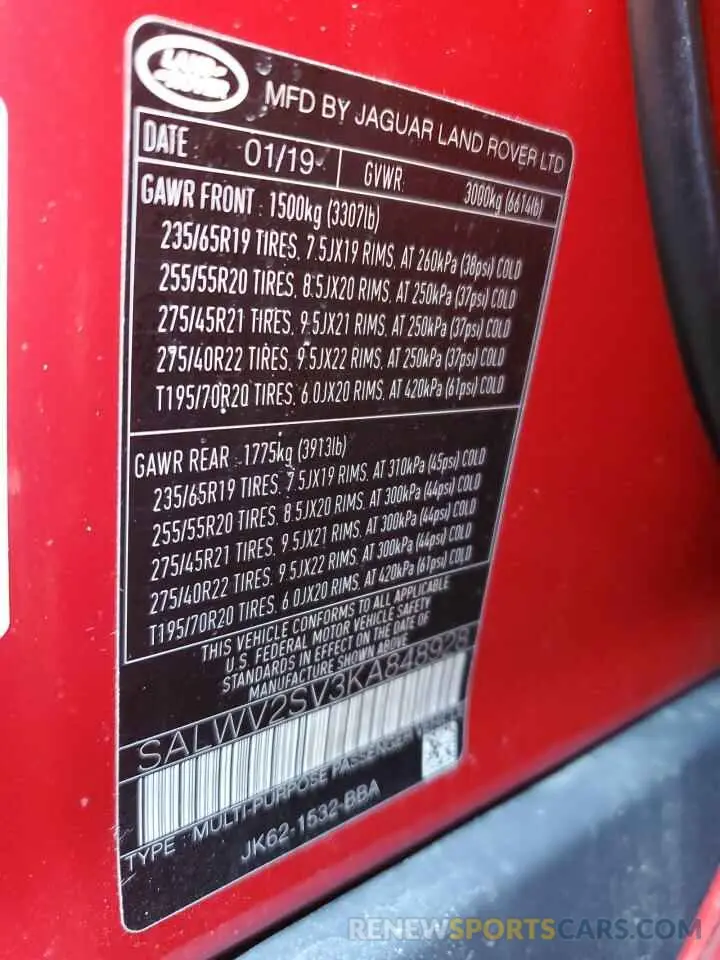 LAND ROVER
MFD BY JAGUAR LAND ROVER LTD
DATE 01/19 GVWR: 3000kg (6614lb)
GAWR FRONT : 1500kg (3307lb)
235/65R19 TIRES, 7.5JX19 RIMS, AT 260kPa (38psi) COLD
255/55R20 TIRES, 8.5JX20 RIMS, AT 250kPa (37psi) COLD
275/45R21 TIRES, 9.5JX21 RIMS, AT 250kPa (37psi) COLD
275/40R22 TIRES, 9.5JX22 RIMS, AT 250kPa (37psi) COLD
T195/70R20 TIRES, 6.0JX20 RIMS, AT 420kPa (61psi) COLD
GAWR REAR : 1775kg (3913lb)
235/65R19 TIRES, 7.5JX19 RIMS, AT 310kPa (45psi) COLD
255/55R20 TIRES, 8.5JX20 RIMS, AT 300kPa (44psi) COLD
275/45R21 TIRES, 9.5JX21 RIMS, AT 300kPa (44psi) COLD
275/40R22 TIRES, 9.5JX22 RIMS, AT 300kPa (44psi) COLD
T195/70R20 TIRES, 6.0JX20 RIMS, AT 420kPa (61psi) COLD
THIS VEHICLE CONFORMS TO ALL APPLICABLE
U.S. FEDERAL MOTOR VEHICLE SAFETY
STANDARDS IN EFFECT ON THE DATE OF
MANUFACTURE SHOWN ABOVE
SALWV2SV3KA848928
TYPE : MULTI-PURPOSE PASSENGER VEHICLE
JK62-1532-BBA
RENEWSPORTSCARS.COM